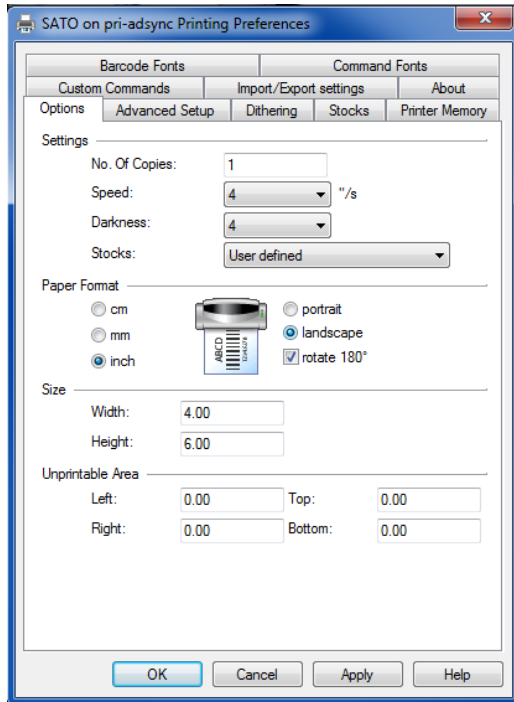 SATO on pri-adsync Printing Preferences
Barcode Fonts Command Fonts
Custom Commands Import/Export settings About
Options Advanced Setup Dithering Stocks Printer Memory
Settings
No. Of Copies: 1
Speed: 4 "/s
Darkness: 4
Stocks: User defined
Paper Format
cm portrait
mm landscape
inch rotate 180°
ABCD
12345678
Size
Width: 4.00
Height: 6.00
Unprintable Area
Left: 0.00 Top: 0.00
Right: 0.00 Bottom: 0.00
OK Cancel Apply Help